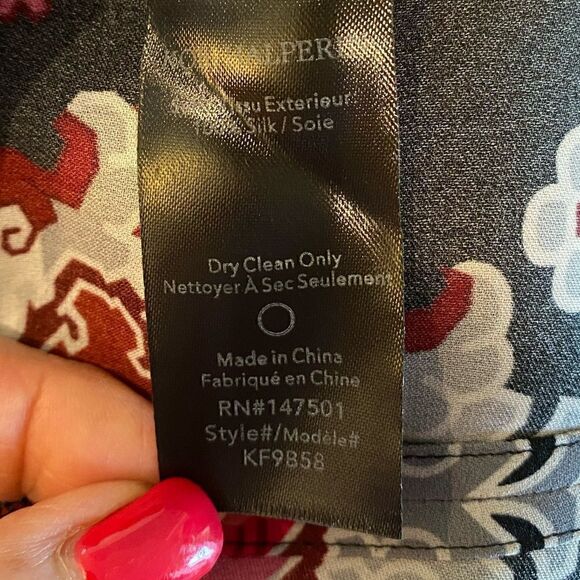 Tissu Exterieur
Silk / Soie
Dry Clean Only
Nettoyer À Sec Seulement
Made in China
Fabriqué en Chine
RN#147501
Style#/Modèle#
KF9858